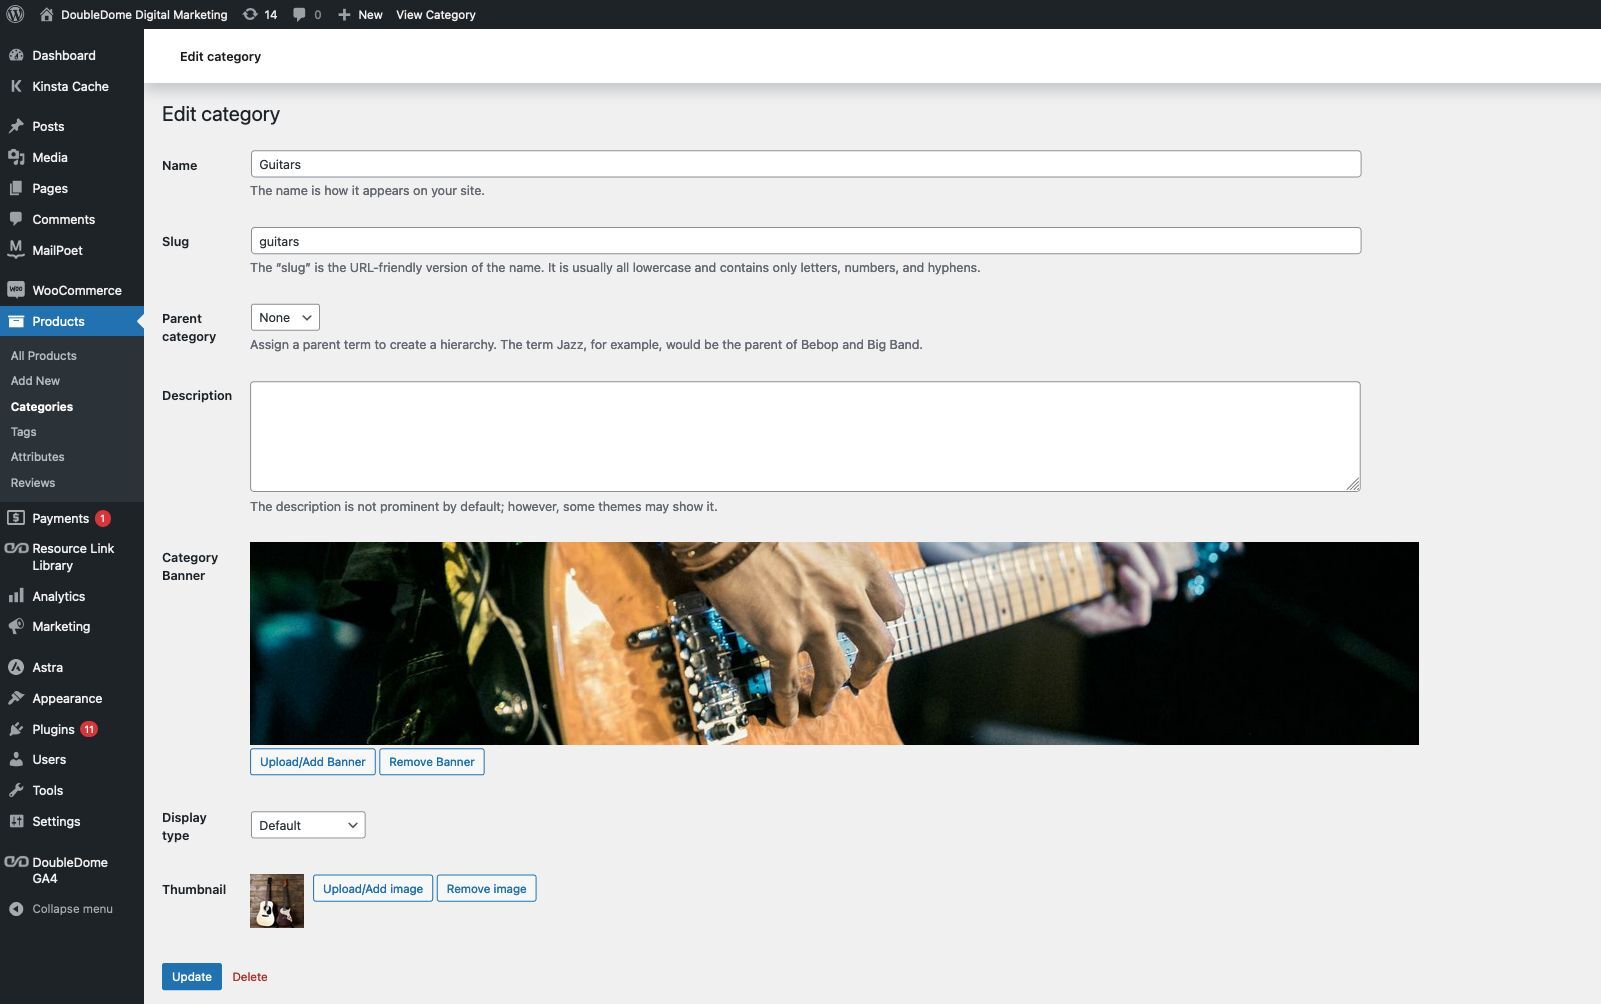 DoubleDome Digital Marketing 14 0 New View Category
Dashboard
Kinsta Cache
Posts
Media
Pages
Comments
MailPoet
WooCommerce
Products
All Products
Add New
Categories
Tags
Attributes
Reviews
Payments 1
Resource Link
Library
Analytics
Marketing
Astra
Appearance
Plugins 11
Users
Tools
Settings
DoubleDome
GA4
Collapse menu
Edit category
Edit category
Name
Guitars
The name is how it appears on your site.
Slug
guitars
The “slug” is the URL-friendly version of the name. It is usually all lowercase and contains only letters, numbers, and hyphens.
Parent
category
None
Assign a parent term to create a hierarchy. The term Jazz, for example, would be the parent of Bebop and Big Band.
Description
The description is not prominent by default; however, some themes may show it.
Category
Banner
Upload/Add Banner Remove Banner
Display
type
Default
Thumbnail
Upload/Add image Remove image
Update Delete